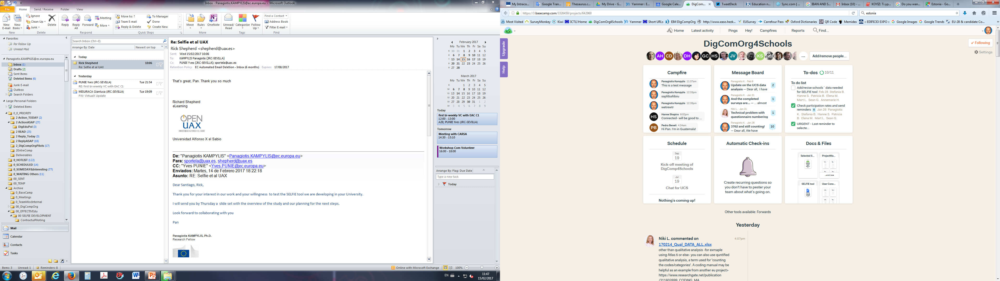 Inbox - Panagiotis.KAMPYLIS@ec.europa.eu - Microsoft Outlook
File Home Send / Receive Folder View
New E-mail
New Items
Ignore
Clean Up
Junk
Delete
Reply
Reply All
Forward
Meeting
More
Move to: ?
Team E-mail
Reply & Delete
To Manager
Done
Create New
Move
Rules
OneNote
Unread/ Read
Categorize
Follow Up
Find a Contact
Address Book
Filter E-mail
New Delete Respond Quick Steps Move Tags Find
Favorites
For Follow Up
Unread Mail
Panagiotis.KAMPYLIS@ec.europa.eu
Inbox (1)
Drafts [2]
Sent Items
Deleted Items (6)
Junk E-mail
Outbox
Search Folders
Large Personal Folders
Deleted Items
0_0_PRIORITY
2 Action_TODAY (2)
2 ActionASAP (27)
DigEduPol (3)
2 READ (25)
2 Reply_Today (3)
2 ReplyASAP (18)
2_DigCompOrgPilots (17)
2EntreComp
Deliverables
0_HOTLIST (122)
0_SCHEDULED (14)
0_SOMEDAY&Interesting (77)
0_WAITING Others (11)
00_SENT
00_TEMP
Archive
0_BaseCamp
0_Meetings
0_TeamMiscInternal
00_DigCompOrg
00_EFFECTIVEdu
00 SELFIE DEVELOPMENT
ContractulPiloting
Mail
Calendar
Contacts
Tasks
Items: 3 Unread: 1 Reminders: 8
Search Inbox (Ctrl+E)
Arrange By: Date Newest on top
Today
Rick Shepherd 10:06
Re: Selfie et al UAX
Yesterday
PUNIE Yves (JRC-SEVILLA) Tue 21:54
RE: first bi-weekly VC with EAC C1
MISURACA Gianluca (JRC-SEVILLA) Tue 19:09
FW: VirtualX Update
Re: Selfie et al UAX
Rick Shepherd <shepherd@uax.es>
Sent: Wed 15/02/2017 10:06
To: KAMPYLIS Panagiotis (JRC-SEVILLA)
Cc: PUNIE Yves (JRC-SEVILLA); sportela@uax.es
Retention Policy: EC Automated Email Deletion - Inbox (6 months) Expires: 17/08/2017
That's great, Pan. Thank you so much
Richard Shepherd
eLearning
OPEN
UAX
UNIVERSIDAD ALFONSO X EL SABIO
Universidad Alfonso X el Sabio
De: "Panagiotis KAMPYLIS" <Panagiotis.KAMPYLIS@ec.europa.eu>
Para: sportela@uax.es, shepherd@uax.es
CC: "Yves PUNIE" <Yves.PUNIE@ec.europa.eu>
Enviados: Martes, 14 de Febrero 2017 18:22:18
Asunto: RE: Selfie et al UAX
Dear Santiago, Rick,
Thank you for your interest in our work and your willingness to test the SELFIE tool we are developing in your University.
I will send you by Thursday a slide set with the overview of the study and our planning for the next steps.
Look forward to collaborating with you
Pan
Panagiotis KAMPYLIS, Ph.D.
Research Fellow
February 2017
Mo Tu We Th Fr Sa Su
5 30 31 1 2 3 4 5
6 6 7 8 9 10 11 12
7 13 14 15 16 17 18 19
8 20 21 22 23 24 25 26
9 27 28
March 2017
Mo Tu We Th Fr Sa Su
9 1 2 3 4 5
10 6 7 8 9 10 11 12
11 13 14 15 16 17 18 19
12 20 21 22 23 24 25 26
13 27 28 29 30 31 1 2
14 3 4 5 6 7 8 9
Today
first bi-weekly VC with EAC C1
12:00 - 13:00
A28; PUNIE Yves (JRC-SEVILLA)
Tomorrow
Meeting with CARSA
14:30 - 15:10
Workshop Com Volunteer
16:00 - 18:00
Arrange By: Flag: Due Date
Type a new task
Today
Online with Microsoft Exchange 100%
EN 11:47
15/02/2017
My Intraco... Google Tran... Thesaurus.c... My Drive - G... Yammer : E... Google Cale... DigCom... TweetDeck Education n... Sync.com | ... IBAN AND S... Inbox (10) - ... ΚΟΥΙΖ: Τι γρ... Do you wan... Estonia - Go...
https://3.basecamp.com/3326459/projects/642960
estonia
Most Visited SurveyMonkey Kiwi ICTLI Home DigComOrg4Schools Yammer Short URLs EIM DigCompOrg http://www.easo.hezk... EUSurvey Carrefour Pass Oxford Dictionaries QR Code Memidex :: EDIFICIO EXPO :: Google Images Google Trends EU-28 & candidate Co...
Home Latest activity Pings Hey! Campfires Reports Find...
Upgrade
Help
DigComOrg4Schools
Following
Settings
AH CD DH GC HS JV KS ... Add/remove people...
Campfire
Panagiotis Kampylis 11:37am
This is a test message
Panagiotis Kampylis 12:33pm
sapfdsafdoiu
Panagiotis Kampylis 12:35pm
wetrewtr
HS Hanne Shapiro 9:02pm
Connected- will be good to ...
PB Pedro Beneit 4:34am
Hi Pan. I'm in Guatemala!
Message Board
Panagiotis K. · Feb 9
Update on the UCS data analysis — Dear all, I have 2
Panagiotis K. · Jan 31
And the completed surveys are... — ... almost 1
Niki L. · Jan 31
Technical problem with questionnaire numbering 1
Panagiotis K. · Jan 26
3762 and still counting! — Dear all, We have 10
To-dos 10/11
To do list
Add/revise schools´ data needed
for SELFIE tool Feb 28 Stefania B.
Hanne S. Patricia B. Elena M.
Mart L. Sean G. Annemarie H.
Check participation rates and send
reminders 6 Jan 26 Panagiotis
K. Stefania B. Hanne S. Patricia
B. Elena M. Mart L. Sean G.
URGENT - Last reminder to
selecte...
Schedule
Sep
19
Kick-off meeting of
DigComp4Schools
Jul
19
Chat for UCS
Nothing's coming up!
Automatic Check-ins
Create recurring questions so
you don't have to pester your
team about what's going on.
Docs & Files
Selected S... ProjectMa...
...and 2 more
SELFIE tool User Cons...
Other tools available: Forwards
Yesterday
Niki L. commented on 4:07pm
170214_Qual_DATA_ALL.xlsx
other than qualitative analysis -for exmaple
using Atlas.ti or else- you can also use quntified
qualitative analysis, a term used for 'counting
the codes/categories'. A coding manual may be
helpful as an example from another eu project>
https://www.researchgate.net/publication
/311602699_CODING_MA